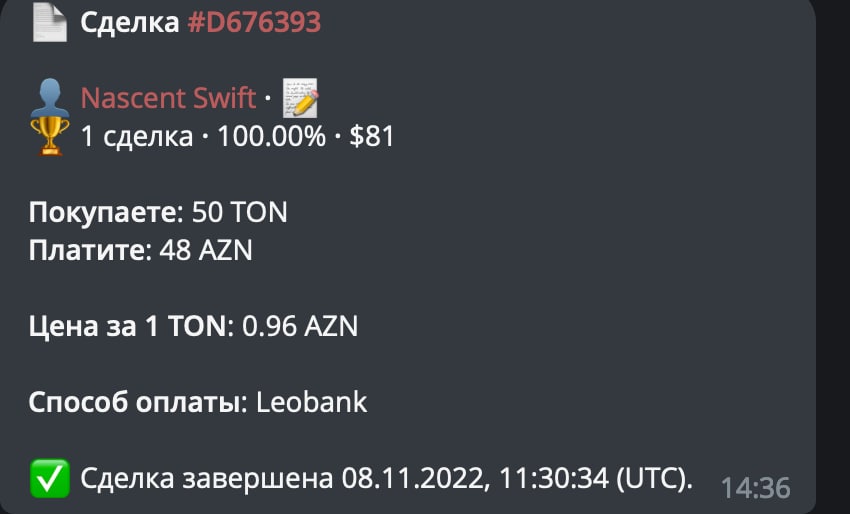 Сделка #D676393
Nascent Swift ·
1 сделка · 100.00% · $81
Покупаете: 50 TON
Платите: 48 AZN
Цена за 1 TON: 0.96 AZN
Способ оплаты: Leobank
Сделка завершена 08.11.2022, 11:30:34 (UTC).
14:36